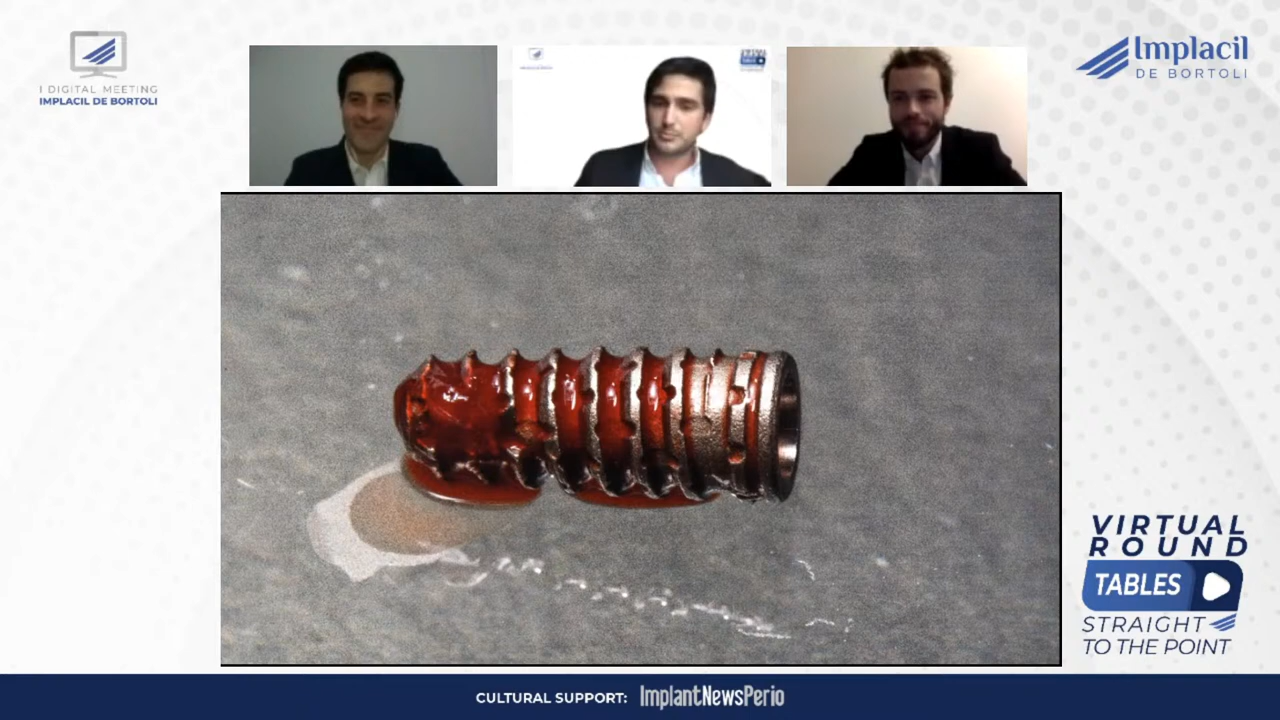 I DIGITAL MEETING
IMPLACIL DE BORTOLI
Implacil
DE BORTOLI
VIRTUAL
ROUND
TABLES
STRAIGHT
TO THE POINT
CULTURAL SUPPORT: ImplantNewsPerio